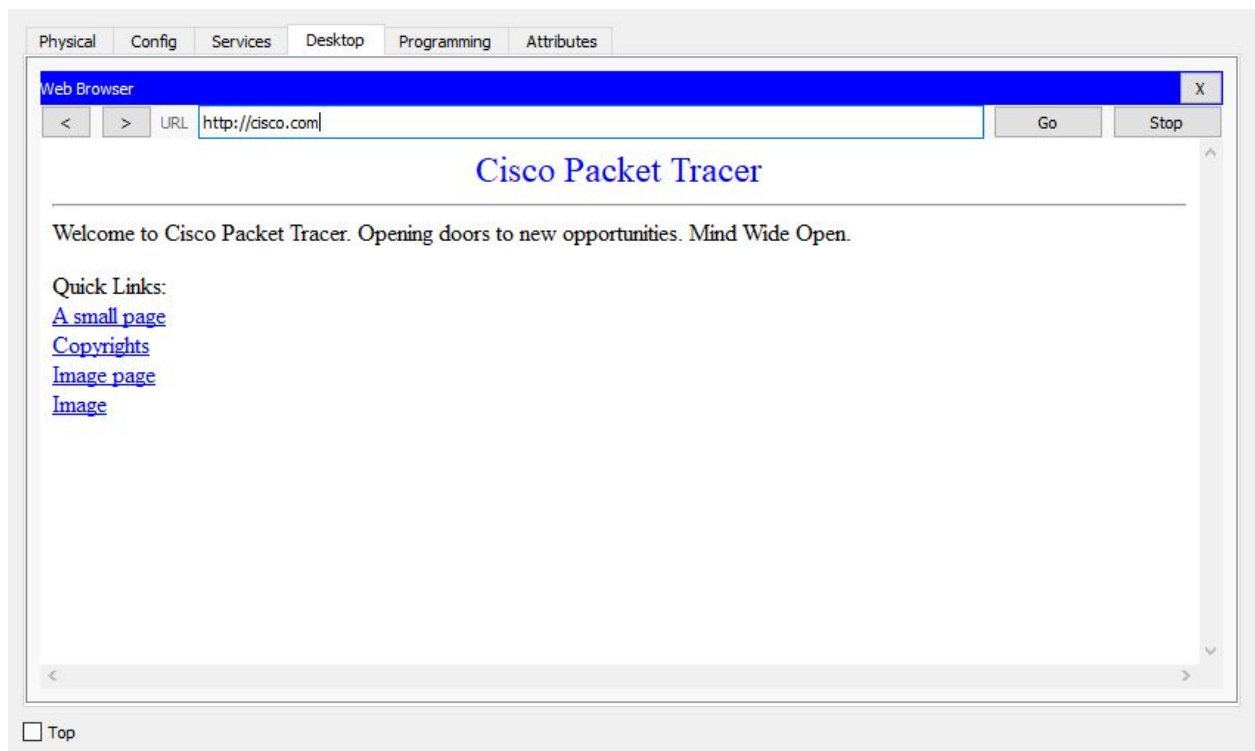 Physical Config Services Desktop Programming Attributes
Web Browser X
< > URL http://cisco.com Go Stop
Cisco Packet Tracer
Welcome to Cisco Packet Tracer. Opening doors to new opportunities. Mind Wide Open.
Quick Links:
A small page
Copyrights
Image page
Image
Top